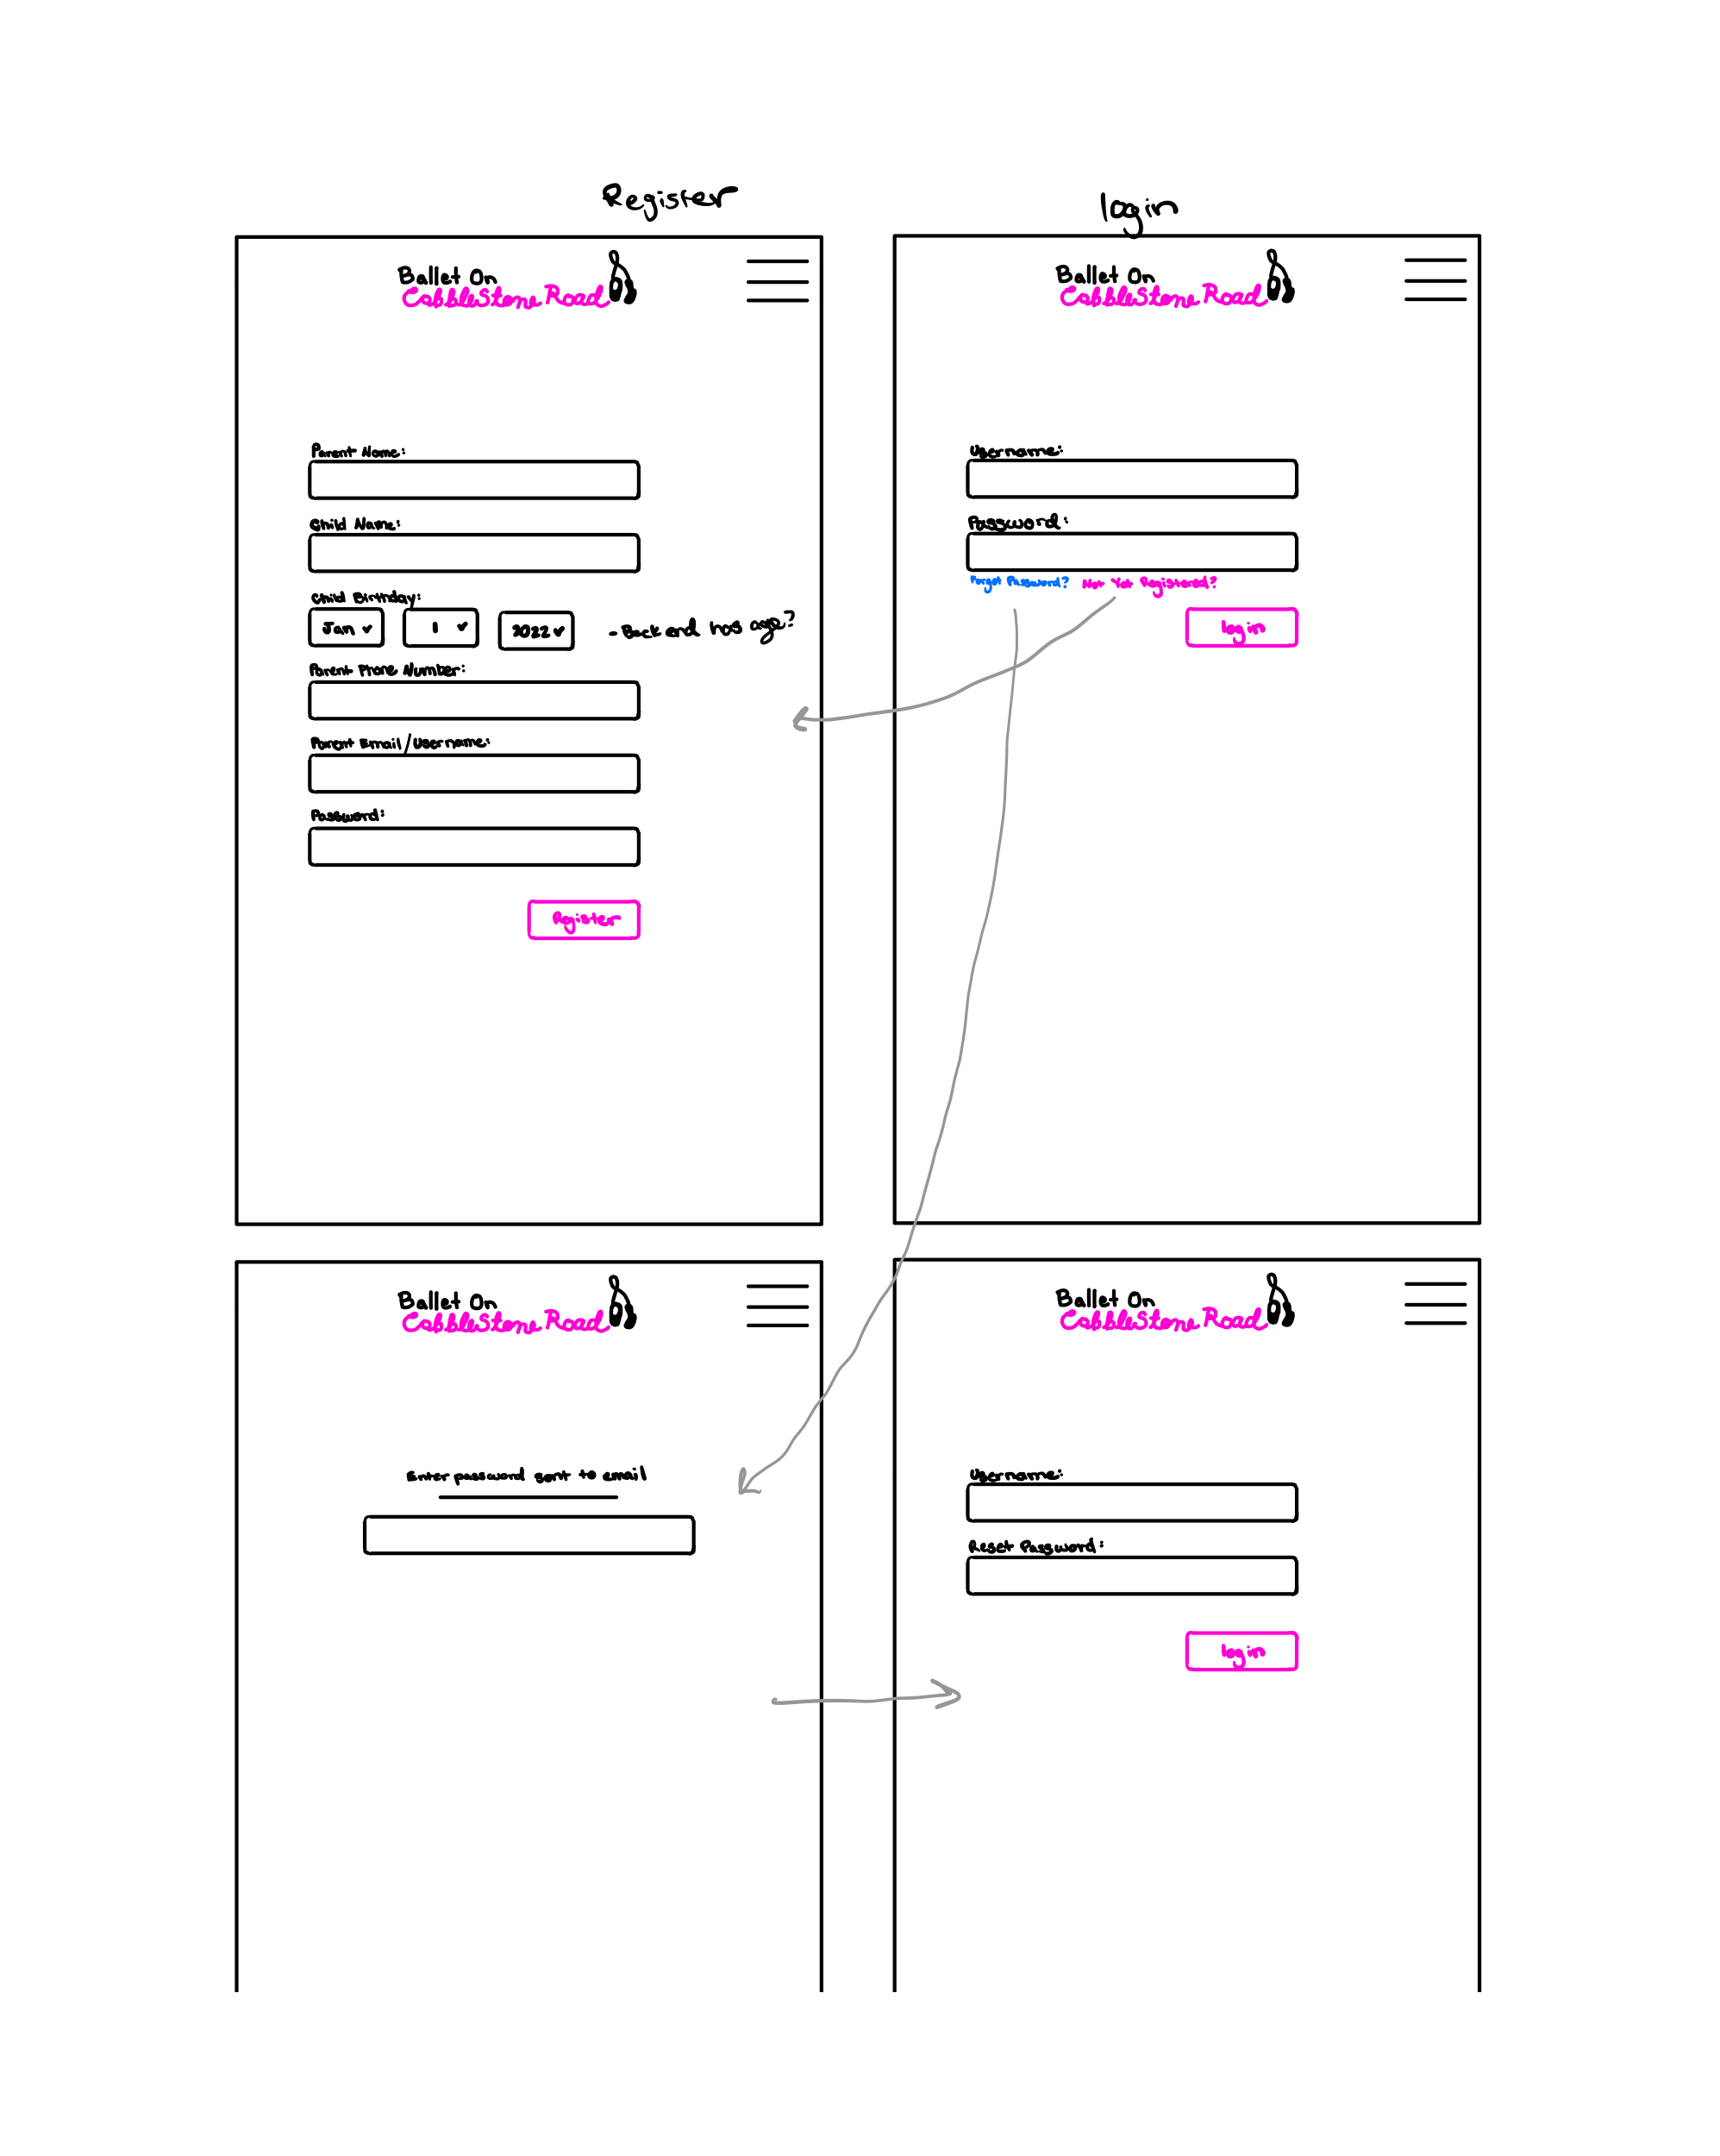 Register
Ballet On
Cobblestone Road
Parent Name:
Child Name:
Child Birthday:
Jan 1 2022 - Back end has age?
Parent Phone Number:
Parent Email/Username:
Password:
Register
login
Ballet On
Cobblestone Road
Username:
Password:
Forgot Password? Not Yet Registered?
login
Ballet On
Cobblestone Road
Enter password sent to email
Ballet On
Cobblestone Road
Username:
Reset Password:
login